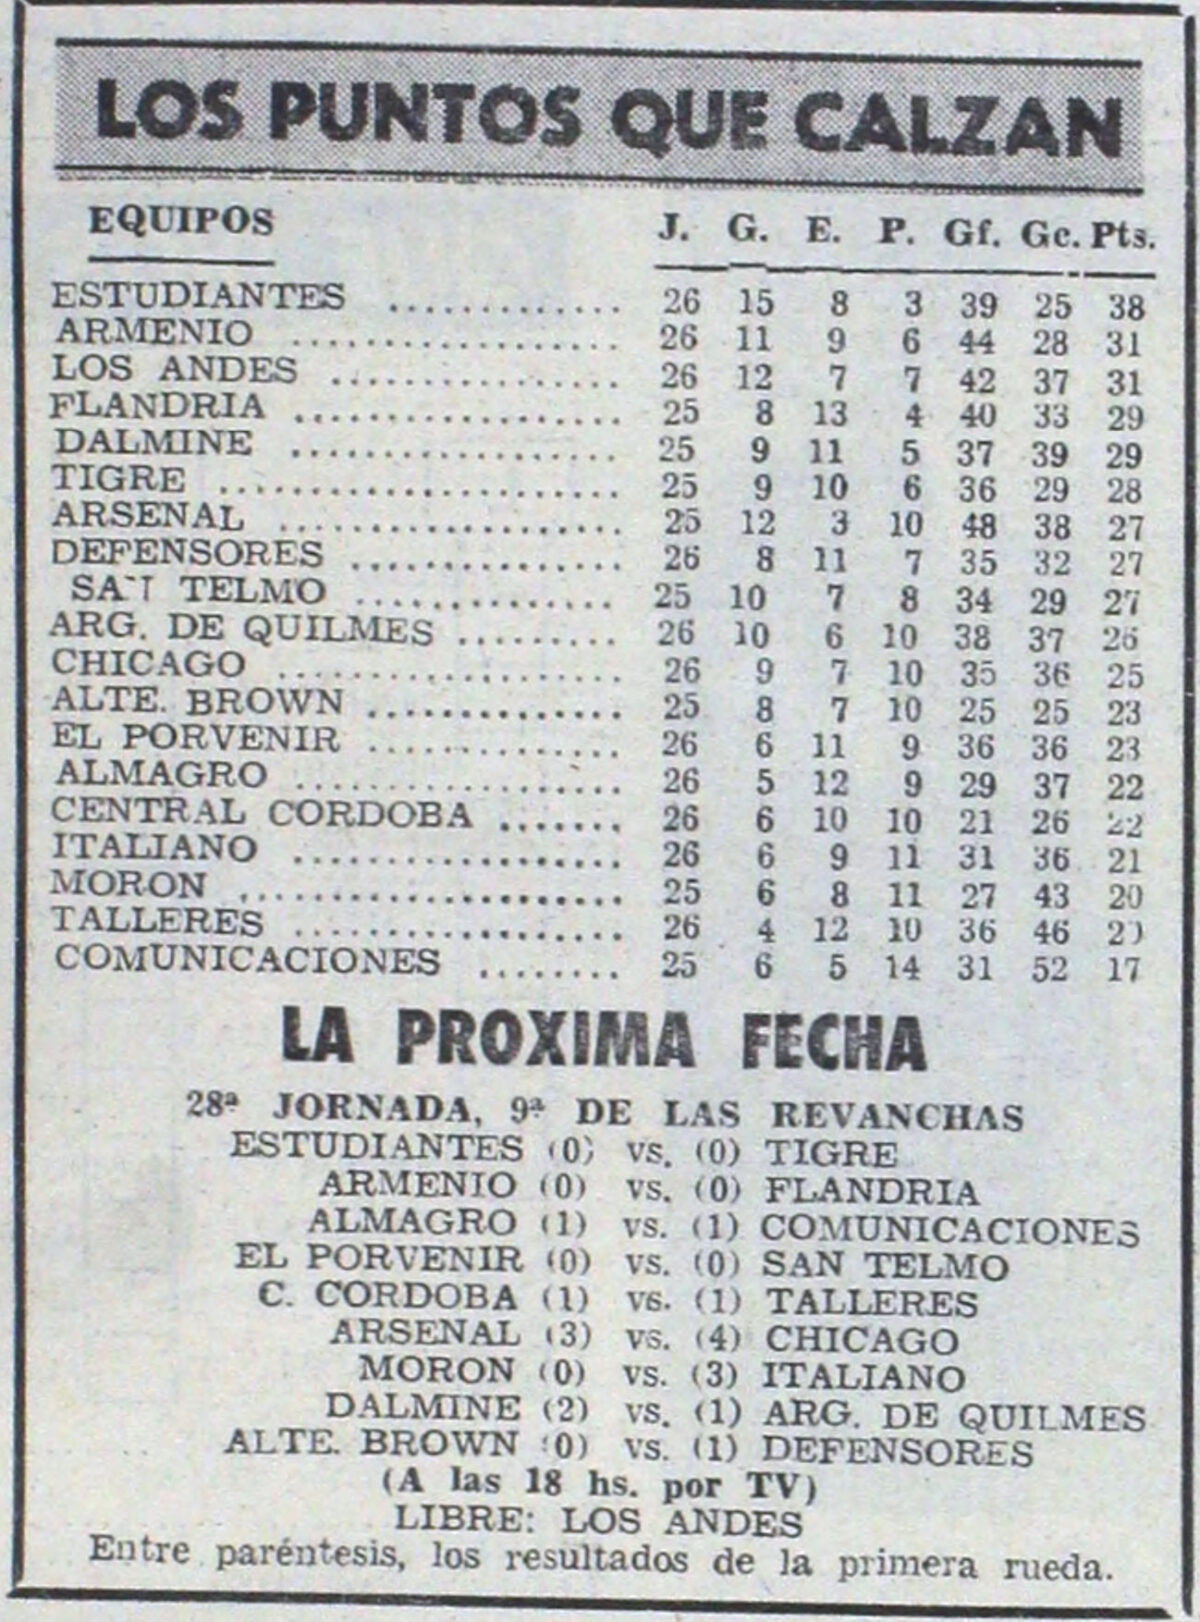 LOS PUNTOS QUE CALZAN
EQUIPOS J. G. E. P. Gf. Gc. Pts.
ESTUDIANTES ............. 26 15 8 3 39 25 38
ARMENIO .................. 26 11 9 6 44 28 31
LOS ANDES ................ 26 12 7 7 42 37 31
FLANDRIA .................. 25 8 13 4 40 33 29
DALMINE .................. 25 9 11 5 37 39 29
TIGRE ...................... 25 9 10 6 36 29 28
ARSENAL ................... 25 12 3 10 48 38 27
DEFENSORES ............... 26 8 11 7 35 32 27
SAN TELMO .............. 25 10 7 8 34 29 27
ARG. DE QUILMES ......... 26 10 6 10 38 37 26
CHICAGO ................... 26 9 7 10 35 36 25
ALTE. BROWN .............. 25 8 7 10 25 25 23
EL PORVENIR .............. 26 6 11 9 36 36 23
ALMAGRO .................. 26 5 12 9 29 37 22
CENTRAL CORDOBA ....... 26 6 10 10 21 26 22
ITALIANO .................. 26 6 9 11 31 36 21
MORON ..................... 25 6 8 11 27 43 20
TALLERES .................. 26 4 12 10 36 46 20
COMUNICACIONES ........ 25 6 5 14 31 52 17
LA PROXIMA FECHA
28ª JORNADA, 9ª DE LAS REVANCHAS
ESTUDIANTES (0) vs. (0) TIGRE
ARMENIO (0) vs. (0) FLANDRIA
ALMAGRO (1) vs. (1) COMUNICACIONES
EL PORVENIR (0) vs. (0) SAN TELMO
C. CORDOBA (1) vs. (1) TALLERES
ARSENAL (3) vs. (4) CHICAGO
MORON (0) vs. (3) ITALIANO
DALMINE (2) vs. (1) ARG. DE QUILMES
ALTE. BROWN (0) vs. (1) DEFENSORES
(A las 18 hs. por TV)
LIBRE: LOS ANDES
Entre paréntesis, los resultados de la primera rueda.